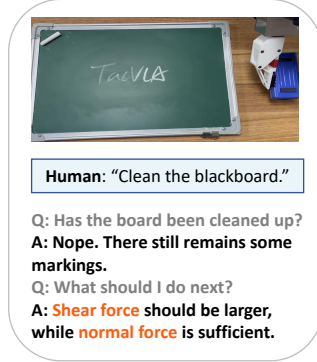 TacVLA
Human: “Clean the blackboard.”
Q: Has the board been cleaned up?
A: Nope. There still remains some
markings.
Q: What should I do next?
A: Shear force should be larger,
while normal force is sufficient.